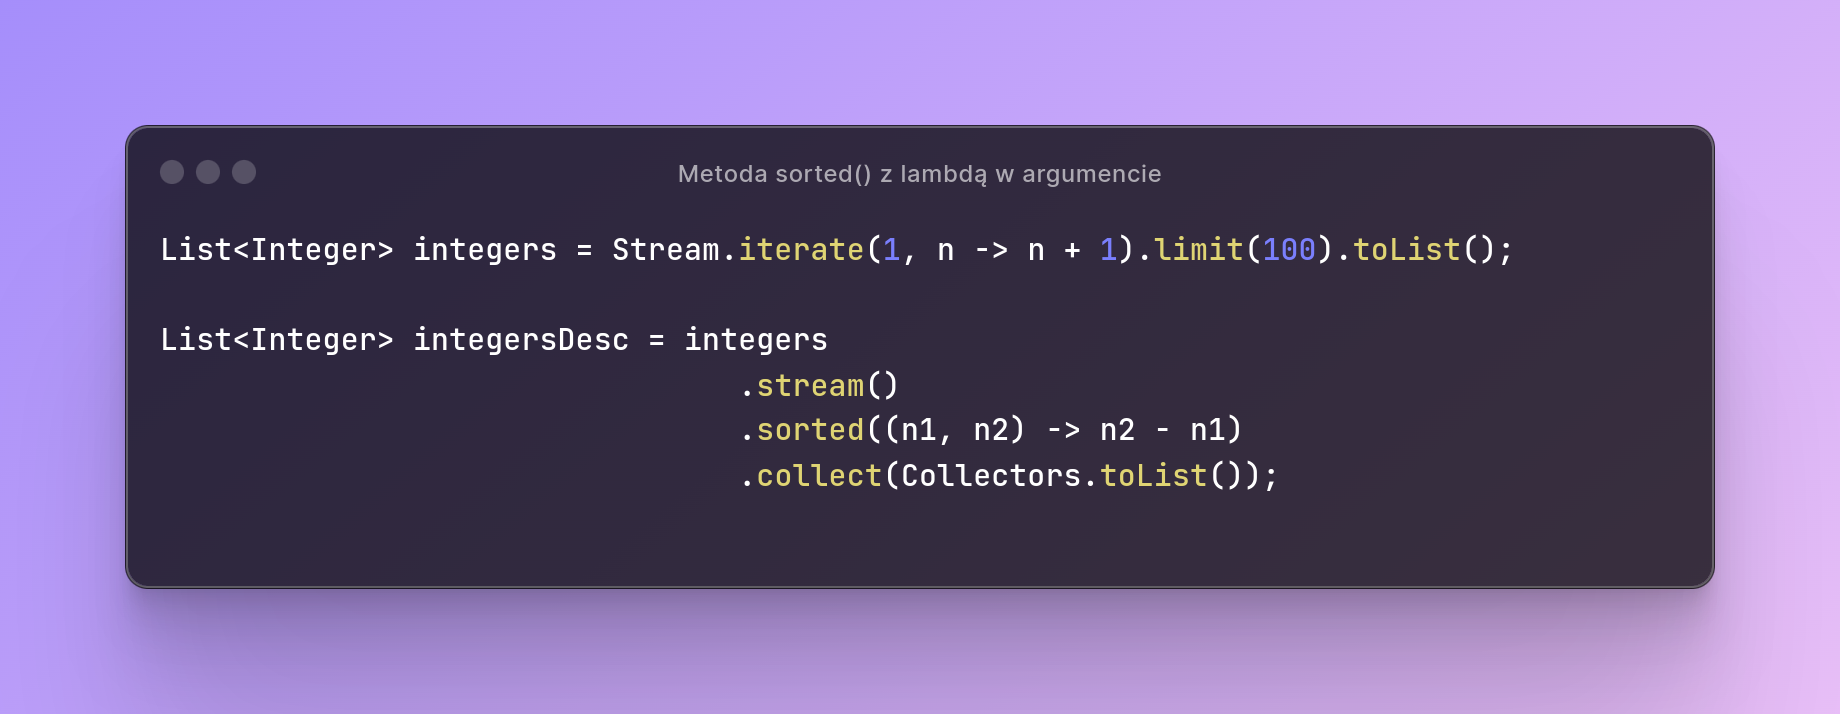 Metoda sorted() z lambdą w argumencie
List<Integer> integers = Stream.iterate(1, n -> n + 1).limit(100).toList();
List<Integer> integersDesc = integers
.stream()
.sorted((n1, n2) -> n2 - n1)
.collect(Collectors.toList());